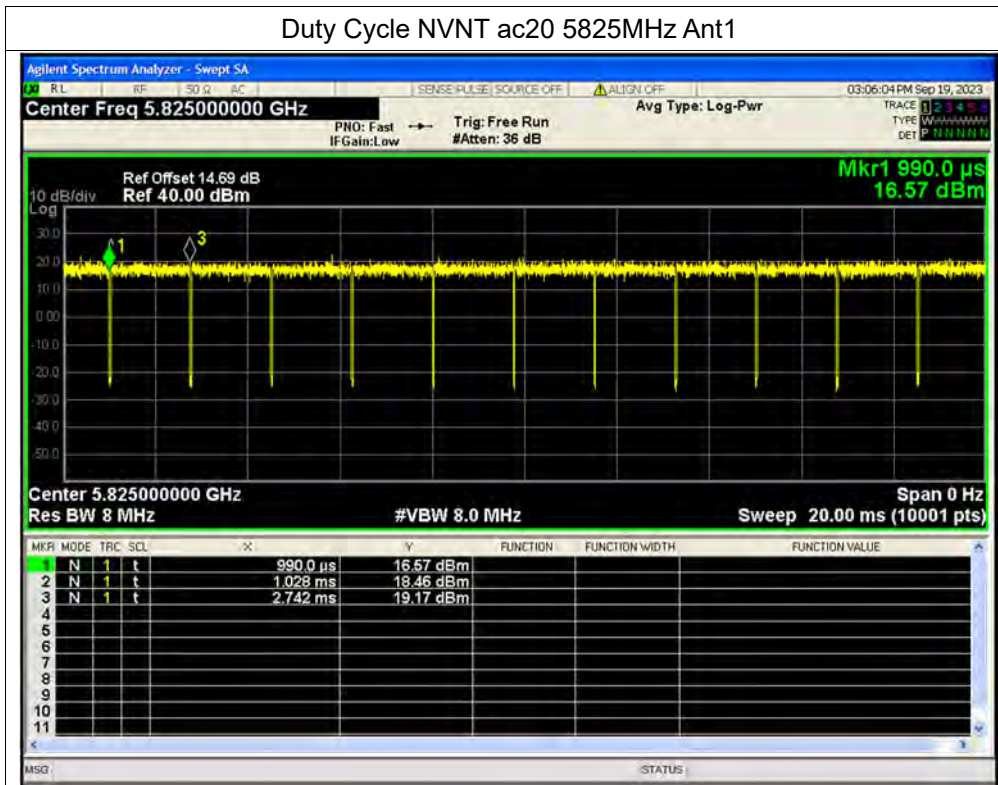 Duty Cycle NVNT ac20 5825MHz Ant1
Agilent Spectrum Analyzer - Swept SA
RL RF 50 Ω AC SENSE:PULSE SOURCE OFF ALIGN OFF 03:06:04 PM Sep 19, 2023
Center Freq 5.825000000 GHz Avg Type: Log-Pwr TRACE 1 2 3 4 5 6
PNO: Fast Trig: Free Run TYPE W
IFGain:Low #Atten: 36 dB DET P N N N N N
Mkr1 990.0 µs
Ref Offset 14.69 dB
10 dB/div Ref 40.00 dBm 16.57 dBm
Log
30.0
1 3
20.0
10.0
0.00
-10.0
-20.0
-30.0
-40.0
-50.0
Center 5.825000000 GHz Span 0 Hz
Res BW 8 MHz #VBW 8.0 MHz Sweep 20.00 ms (10001 pts)
MKR MODE TRC SCL X Y FUNCTION FUNCTION WIDTH FUNCTION VALUE
1 N 1 t 990.0 µs 16.57 dBm
2 N 1 t 1.028 ms 18.46 dBm
3 N 1 t 2.742 ms 19.17 dBm
4
5
6
7
8
9
10
11
MSG STATUS